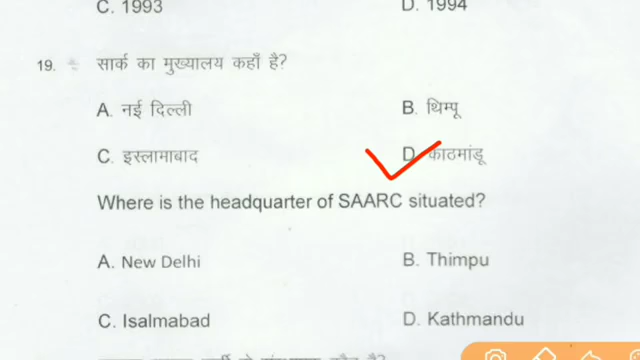 C. 1993 D. 1994
19. सार्क का मुख्यालय कहाँ है?
A. नई दिल्ली B. थिम्पू
C. इस्लामाबाद D. काठमांडू
Where is the headquarter of SAARC situated?
A. New Delhi B. Thimpu
C. Isalmabad D. Kathmandu